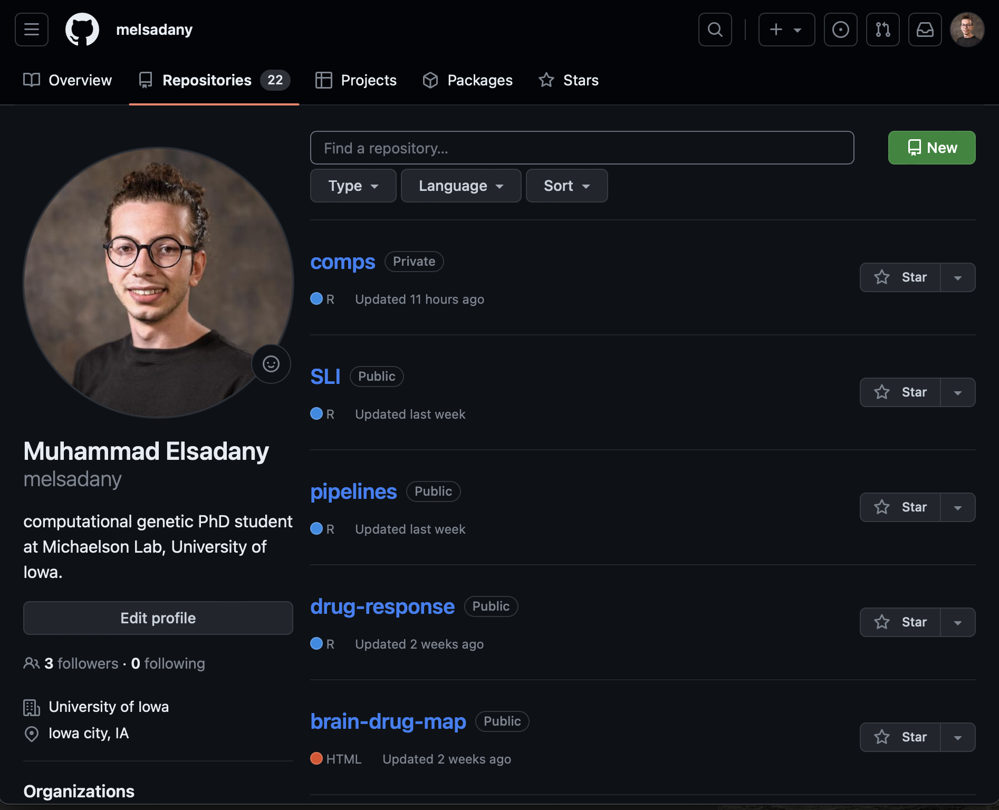 melsadany
Overview
Repositories 22
Projects
Packages
Stars
Find a repository...
New
Type
Language
Sort
comps Private
Star
R Updated 11 hours ago
SLI Public
Star
R Updated last week
pipelines Public
Star
R Updated last week
drug-response Public
Star
R Updated 2 weeks ago
brain-drug-map Public
Star
HTML Updated 2 weeks ago
Muhammad Elsadany
melsadany
computational genetic PhD student
at Michaelson Lab, University of
Iowa.
Edit profile
3 followers · 0 following
University of Iowa
Iowa city, IA
Organizations